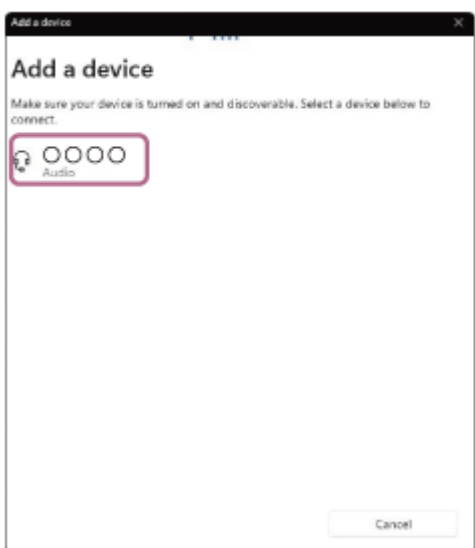 Add a device
Add a device
Make sure your device is turned on and discoverable. Select a device below to
connect.
○○○○
Audio
Cancel